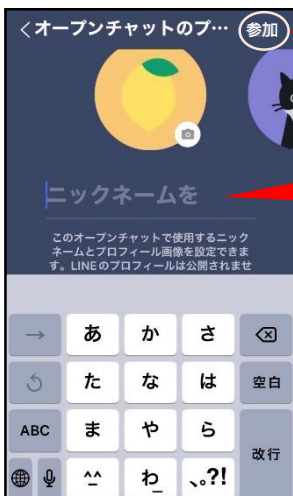 ＜オープンチャットのプ… 参加
ニックネームを
このオープンチャットで使用するニック
ネームとプロフィール画像を設定できま
す。LINEのプロフィールは公開されませ
→ あ か さ
た な は 空白
ABC ま や ら 改行
^^ わ_ 、。?!